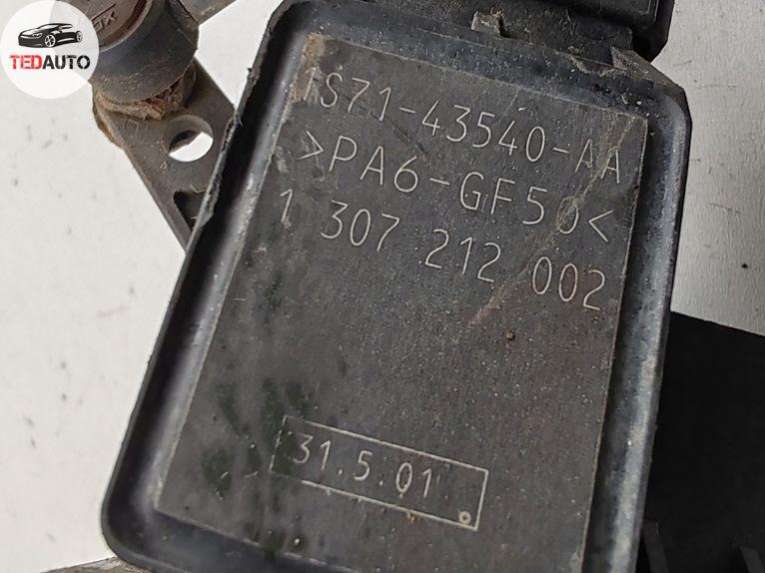 TEDAUTO
1S71-43540-AA
>PA6-GF50<
1 307 212 002
31.5.01